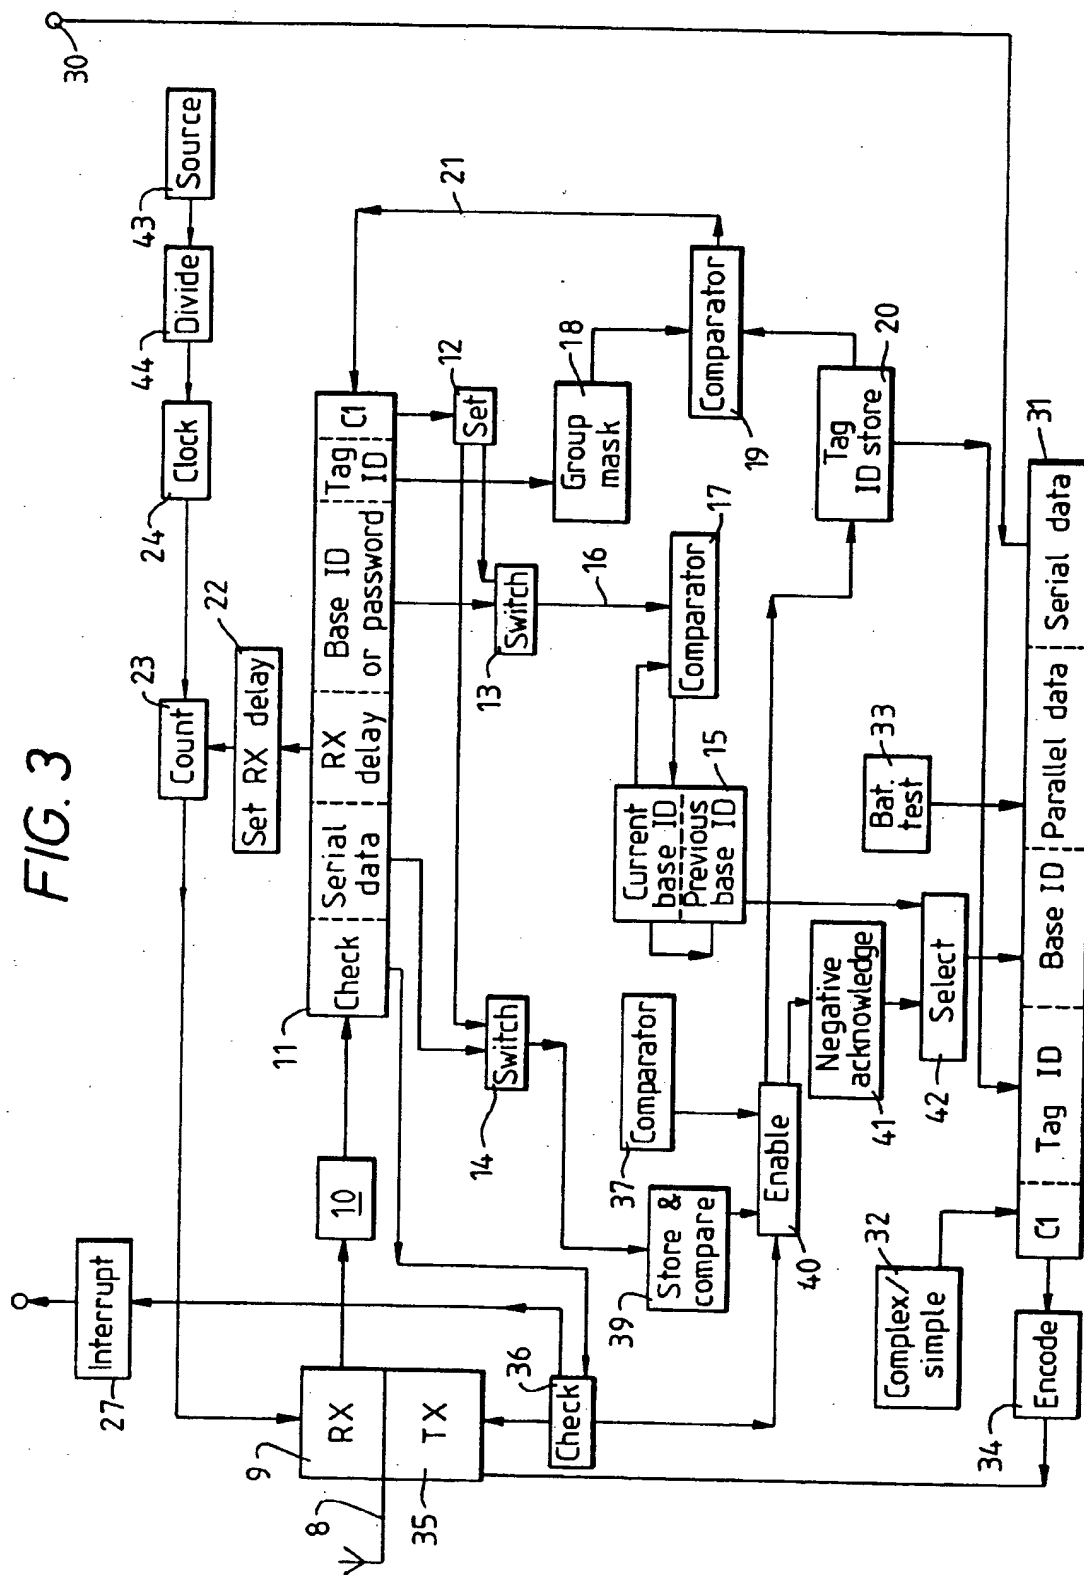 FIG. 3
30
43
Source
44
Divide
24
Clock
23
Count
22
Set RX delay
27
Interrupt
9
RX
8
35
TX
10
11
Check
Serial data
RX delay
Base ID or password
Tag ID
C1
21
12
Set
13
Switch
14
Switch
16
36
Check
18
Group mask
17
Comparator
19
Comparator
20
Tag ID store
15
Current base ID
Previous base ID
37
Comparator
39
Store & compare
40
Enable
41
Negative acknowledge
42
Select
33
Bat. test
32
Complex/ simple
34
Encode
31
C1
Tag ID
Base ID
Parallel data
Serial data